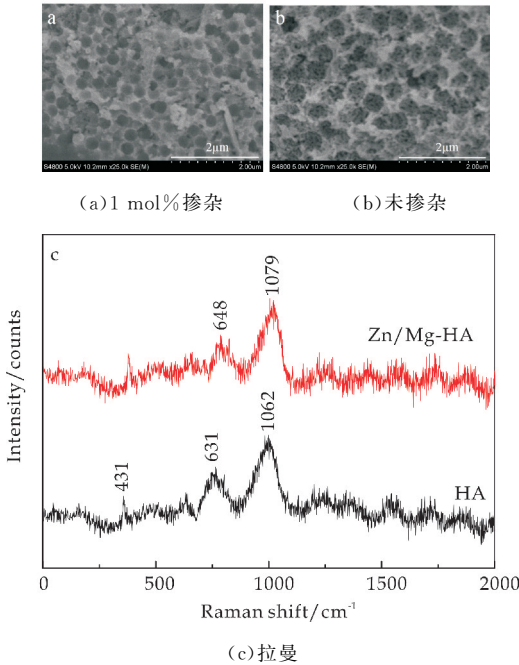 a
2μm
S4800 5.0kV 10.2mm x25.0k SE(M)
2.00um
b
2μm
S4800 5.0kV 10.2mm x25.0k SE(M)
2.00um
(a)1 mol%掺杂
(b)未掺杂
c
1079
648
Zn/Mg-HA
1062
631
431
HA
Intensity/counts
0
500
1000
1500
2000
Raman shift/cm⁻¹
(c)拉曼